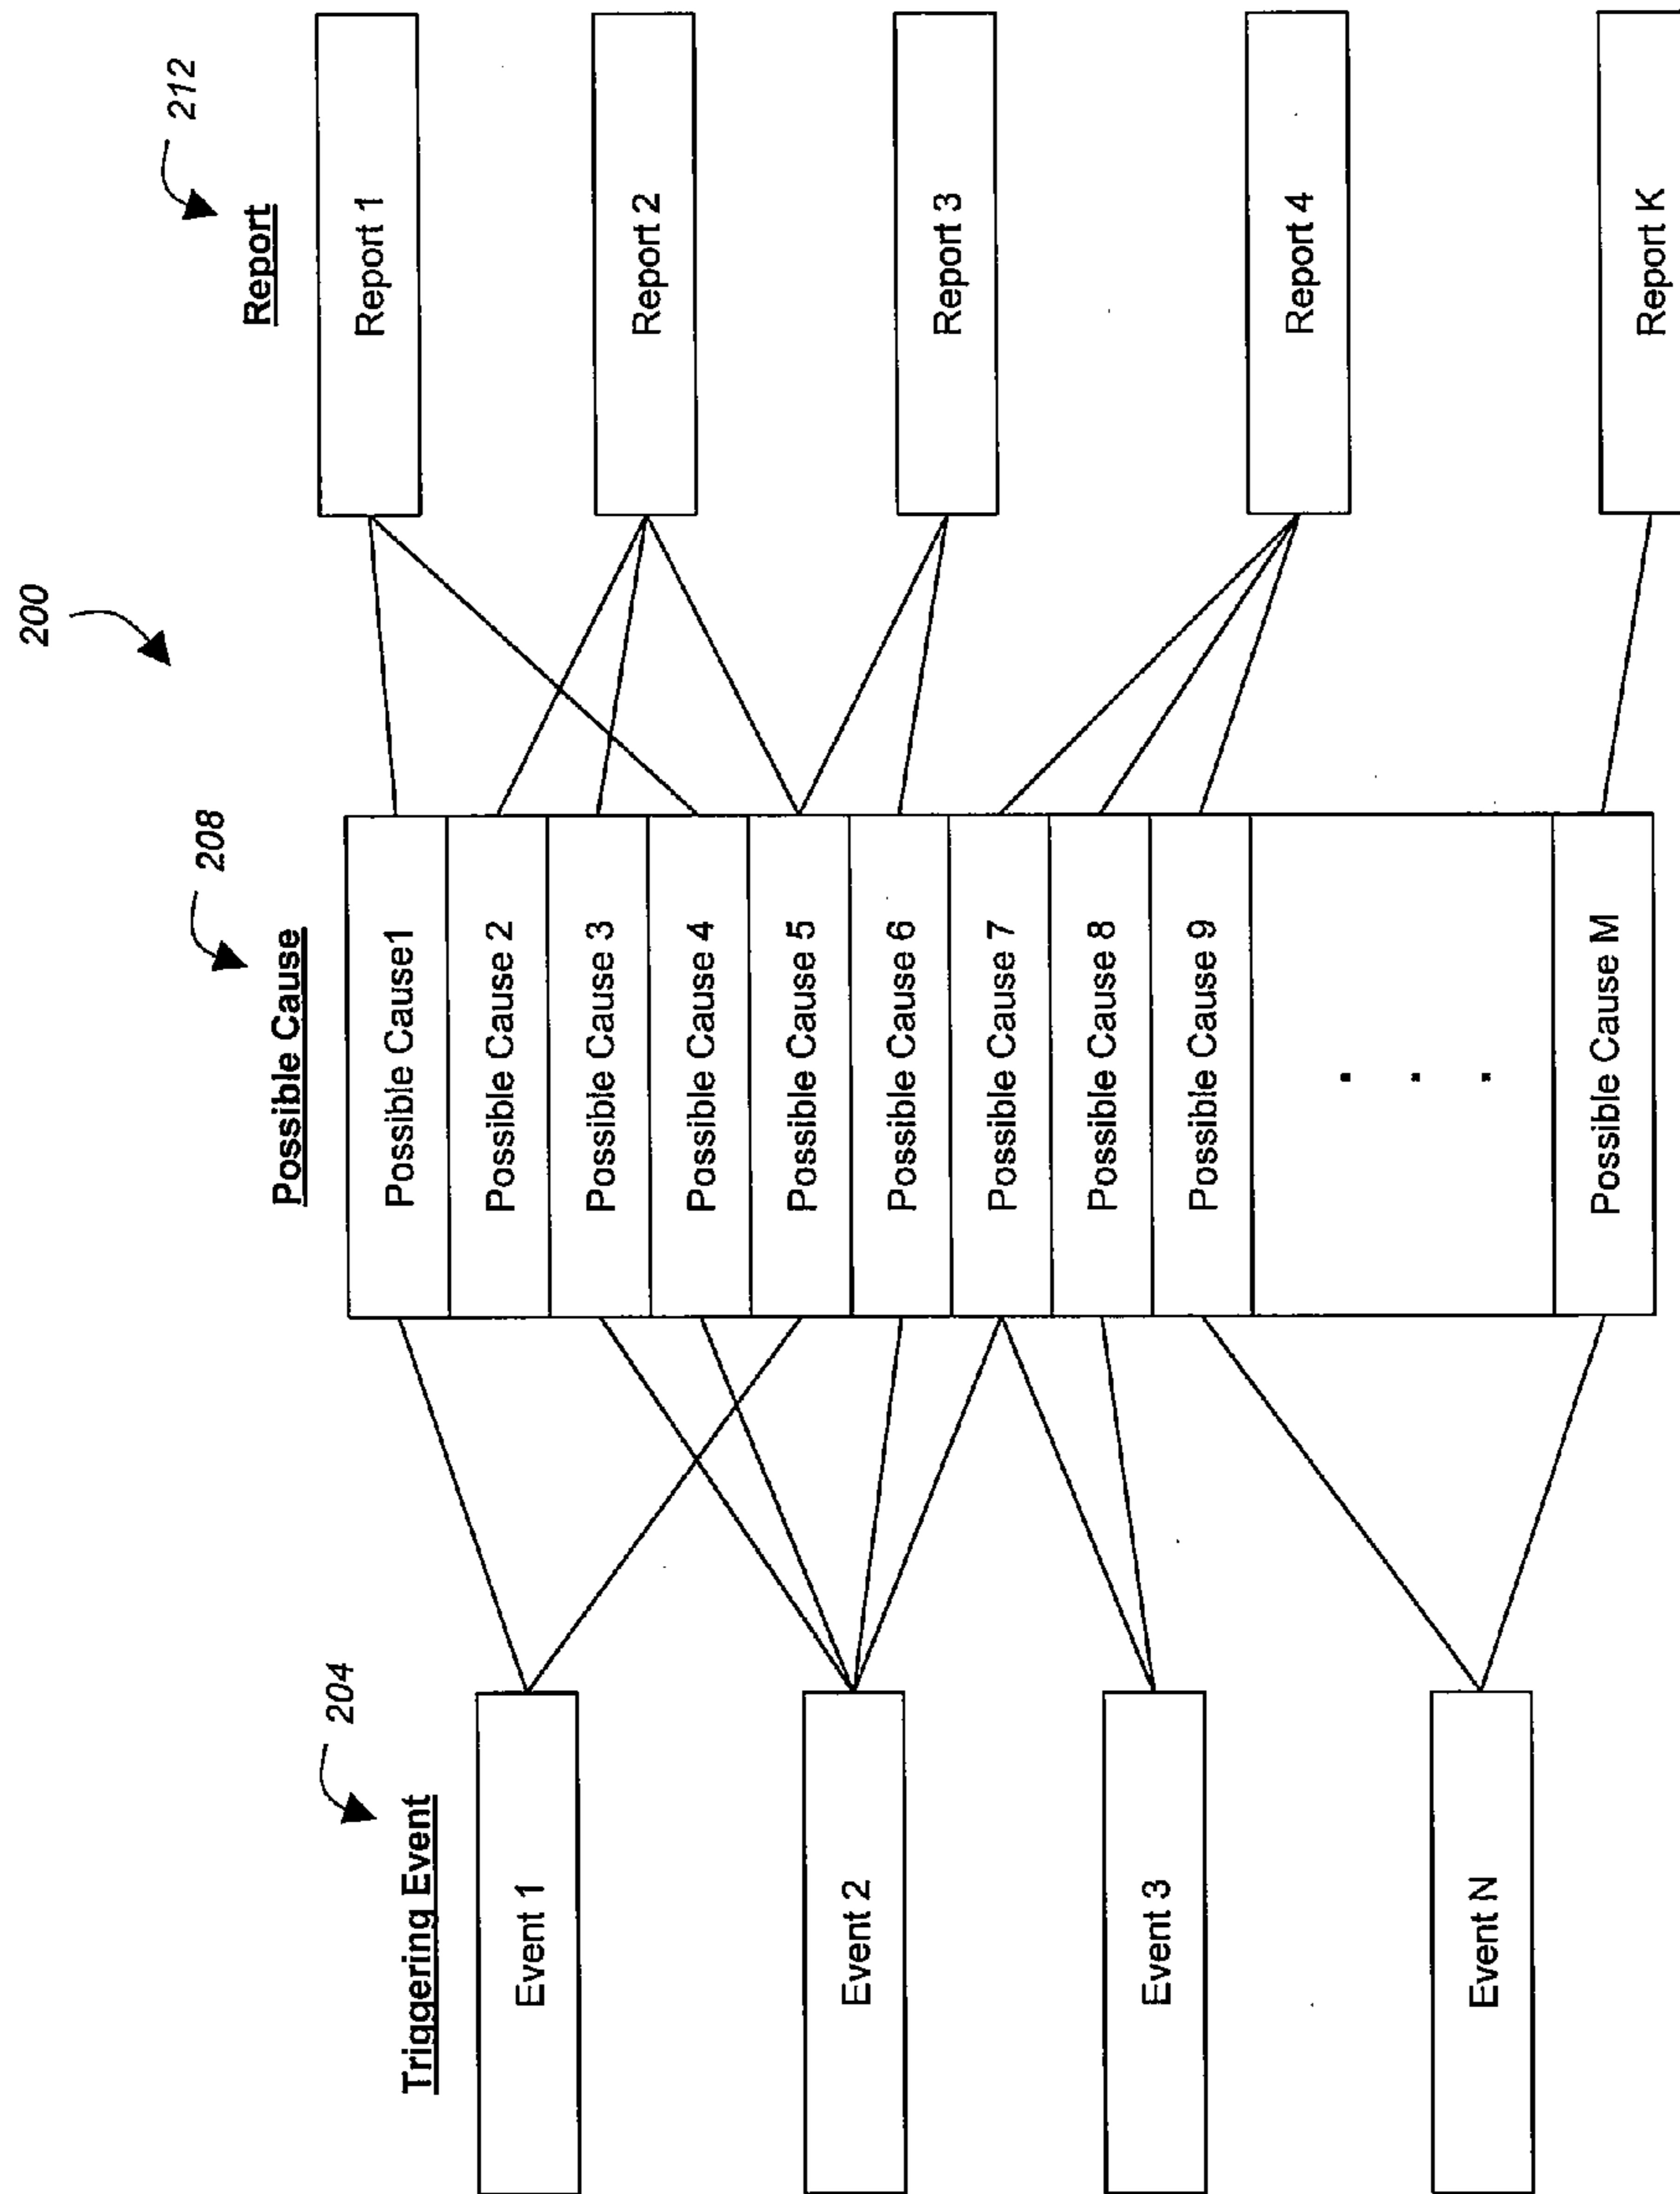 200
204
Triggering Event
Event 1
Event 2
Event 3
Event N
208
Possible Cause
Possible Cause1
Possible Cause 2
Possible Cause 3
Possible Cause 4
Possible Cause 5
Possible Cause 6
Possible Cause 7
Possible Cause 8
Possible Cause 9
. . .
Possible Cause M
212
Report
Report 1
Report 2
Report 3
Report 4
Report K